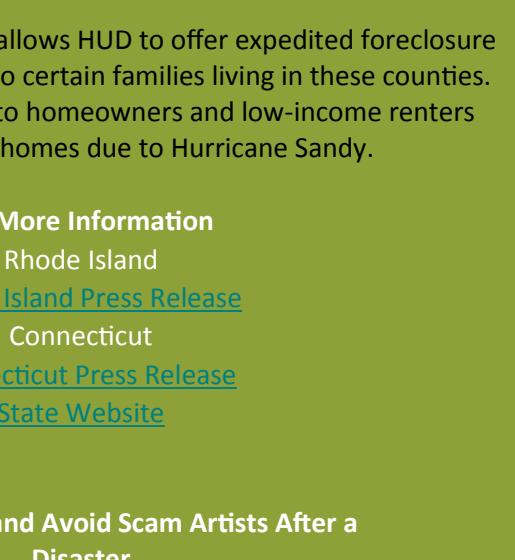 allows HUD to offer expedited foreclosure
o certain families living in these counties.
to homeowners and low-income renters
homes due to Hurricane Sandy.
More Information
Rhode Island
Island Press Release
Connecticut
cticut Press Release
State Website
and Avoid Scam Artists After a
Disaster